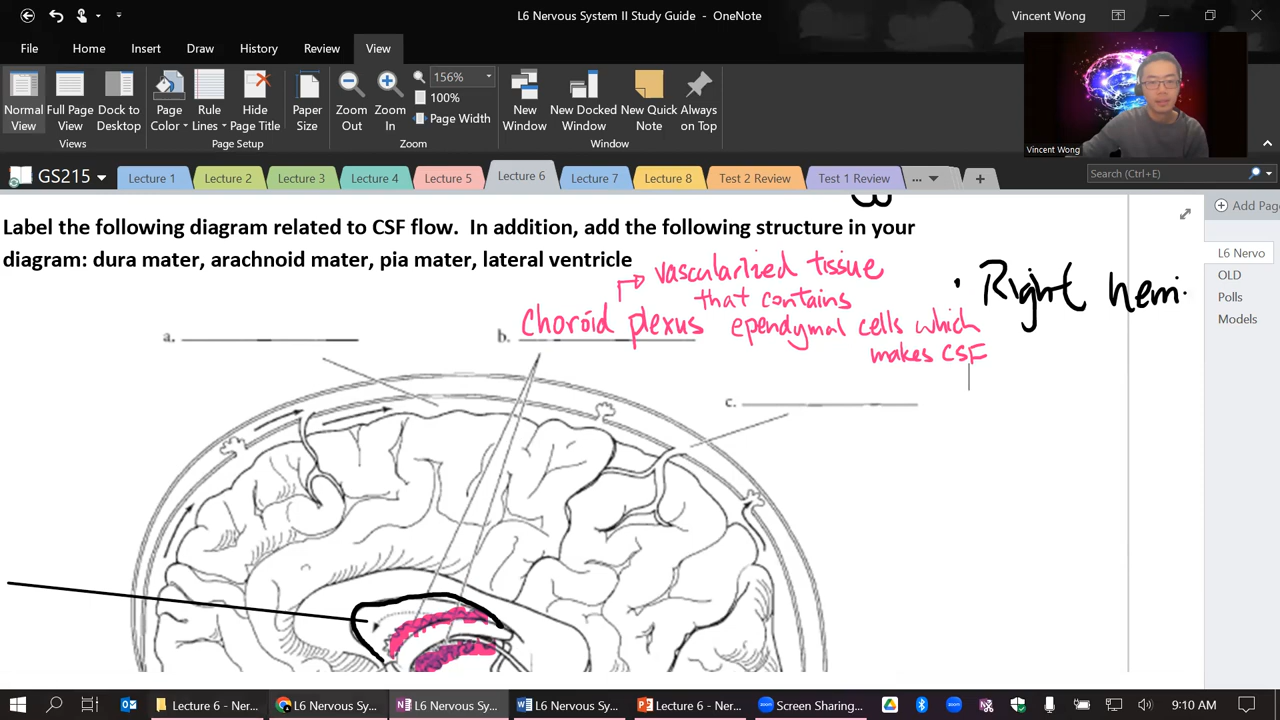 L6 Nervous System II Study Guide - OneNote
Vincent Wong
File Home Insert Draw History Review View
156%
100%
Page Width
Normal View
Full Page View
Dock to Desktop
Page Color
Rule Lines
Hide Page Title
Paper Size
Zoom Out
Zoom In
New Window
New Docked Window
New Quick Note
Always on Top
Views
Page Setup
Zoom
Window
Vincent Wong
GS215
Lecture 1 Lecture 2 Lecture 3 Lecture 4 Lecture 5 Lecture 6 Lecture 7 Lecture 8 Test 2 Review Test 1 Review ...
Search (Ctrl+E)
Add Pag
L6 Nervo
OLD
Polls
Models
Label the following diagram related to CSF flow. In addition, add the following structure in your
diagram: dura mater, arachnoid mater, pia mater, lateral ventricle
vascularized tissue
that contains
ependymal cells which
makes CSF
• Right hemi
a.
b. Choroid plexus
c.
Lecture 6 - Ner...
L6 Nervous Sy...
L6 Nervous Sy...
L6 Nervous Sy...
Lecture 6 - Ner...
Screen Sharing...
zoom
zoom
9:10 AM